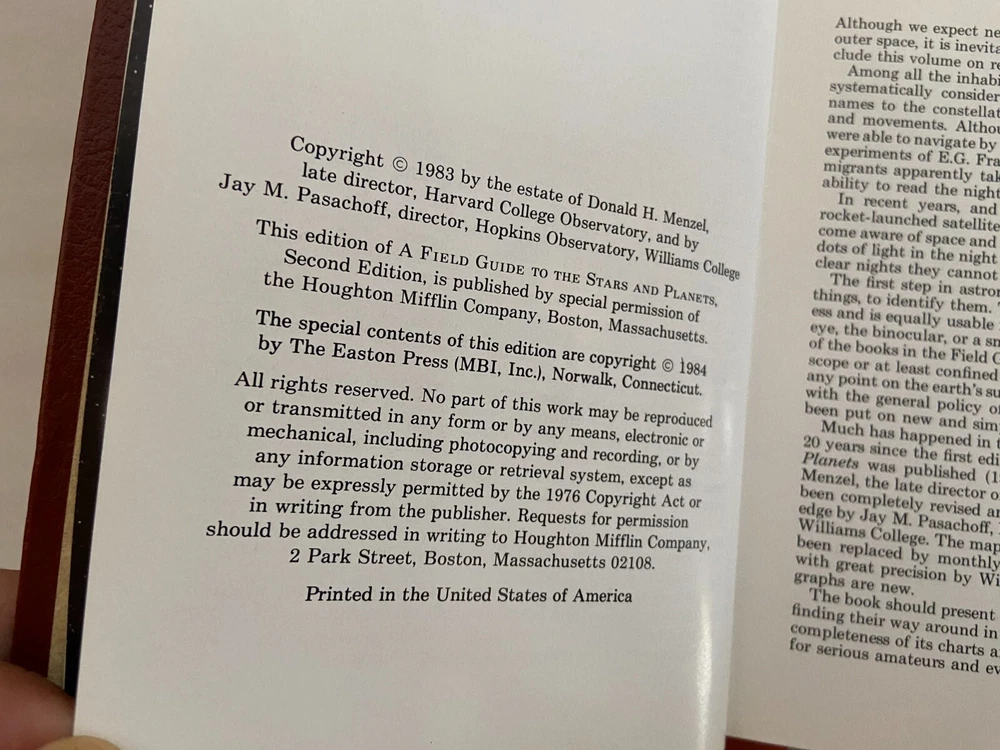 Copyright © 1983 by the estate of Donald H. Menzel,
late director, Harvard College Observatory, and by
Jay M. Pasachoff, director, Hopkins Observatory, Williams College
This edition of A FIELD GUIDE TO THE STARS AND PLANETS,
Second Edition, is published by special permission of
the Houghton Mifflin Company, Boston, Massachusetts.
The special contents of this edition are copyright © 1984
by The Easton Press (MBI, Inc.), Norwalk, Connecticut.
All rights reserved. No part of this work may be reproduced
or transmitted in any form or by any means, electronic or
mechanical, including photocopying and recording, or by
any information storage or retrieval system, except as
may be expressly permitted by the 1976 Copyright Act or
in writing from the publisher. Requests for permission
should be addressed in writing to Houghton Mifflin Company,
2 Park Street, Boston, Massachusetts 02108.
Printed in the United States of America
Although we expect
outer space, it is
clude this volume on
Among all the
systematically
names to the
and movements.
were able to navigate by
experiments of E.G.
migrants apparently
ability to read the
In recent years, and
rocket-launched
come aware of space and
dots of light in the night
clear nights they cannot
The first step in
things, to identify them.
ess and is equally usable
eye, the binocular, or a
of the books in the Field
scope or at least confined
any point on the earth's
with the general policy
been put on new and
Much has happened in
20 years since the first
Planets was published
Menzel, the late director
been completely revised
edge by Jay M. Pasachoff,
Williams College. The
been replaced by monthly
with great precision by
graphs are new.
The book should present
finding their way around in
completeness of its charts
for serious amateurs and